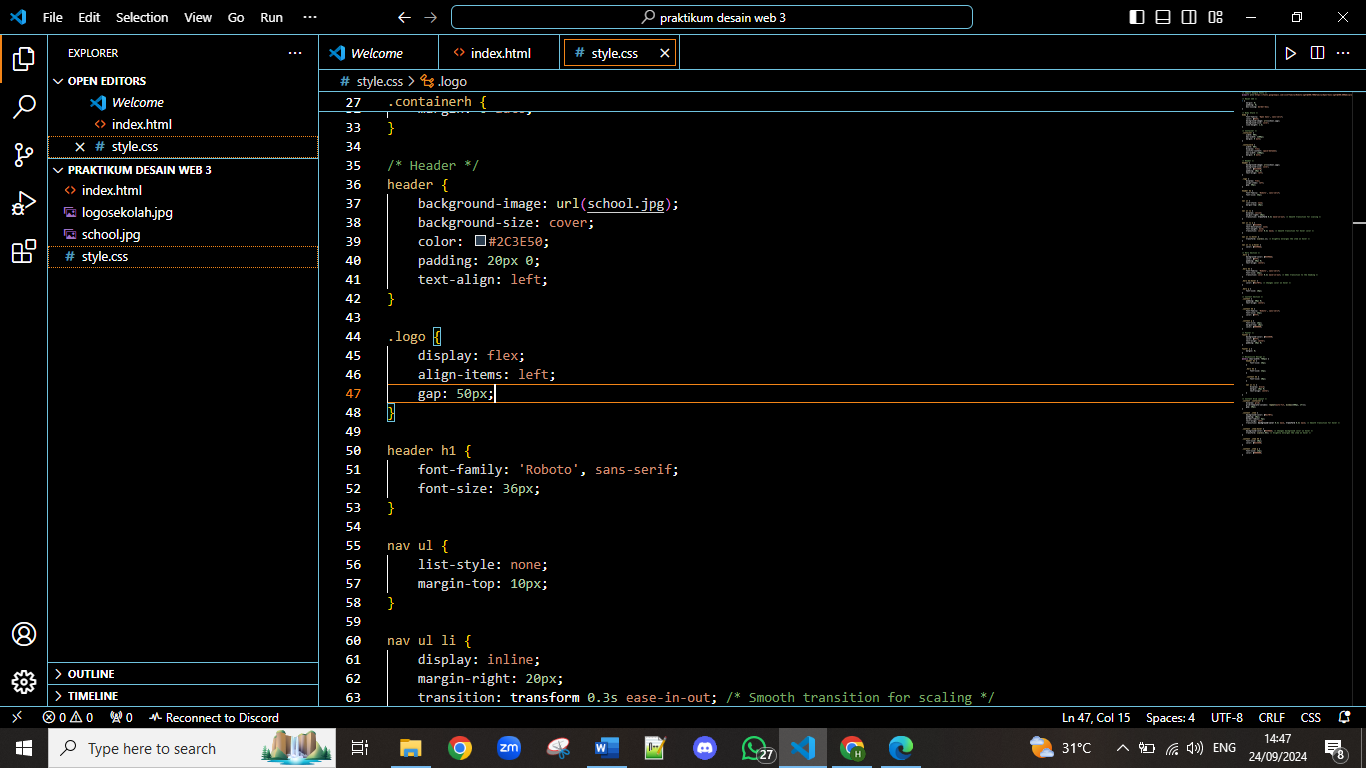 File Edit Selection View Go Run ···
praktikum desain web 3
EXPLORER ···
OPEN EDITORS
Welcome
index.html
style.css
PRAKTIKUM DESAIN WEB 3
index.html
logosekolah.jpg
school.jpg
# style.css
OUTLINE
TIMELINE
Welcome
index.html
# style.css
# style.css > .logo
27 .containerh {
33 }
34
35 /* Header */
36 header {
37 background-image: url(school.jpg);
38 background-size: cover;
39 color: #2C3E50;
40 padding: 20px 0;
41 text-align: left;
42 }
43
44 .logo {
45 display: flex;
46 align-items: left;
47 gap: 50px;
48 }
49
50 header h1 {
51 font-family: 'Roboto', sans-serif;
52 font-size: 36px;
53 }
54
55 nav ul {
56 list-style: none;
57 margin-top: 10px;
58 }
59
60 nav ul li {
61 display: inline;
62 margin-right: 20px;
63 transition: transform 0.3s ease-in-out; /* Smooth transition for scaling */
0 0 0 Reconnect to Discord
Ln 47, Col 15 Spaces: 4 UTF-8 CRLF CSS
Type here to search
zm
27
31°C
ENG
14:47
24/09/2024
8